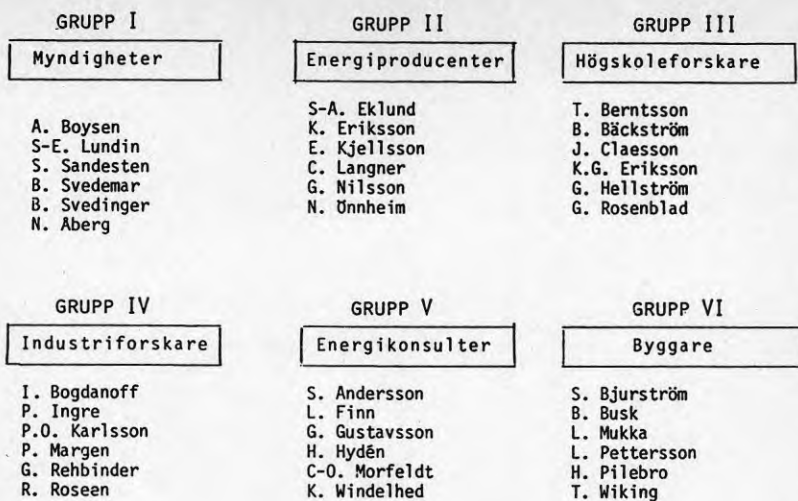 GRUPP I
Myndigheter
A. Boysen
S-E. Lundin
S. Sandesten
B. Svedemar
B. Svedinger
N. Åberg
GRUPP II
Energiproducenter
S-A. Eklund
K. Eriksson
E. Kjellsson
C. Langner
G. Nilsson
N. Önnheim
GRUPP III
Högskoleforskare
T. Berntsson
B. Bäckström
J. Claesson
K.G. Eriksson
G. Hellström
G. Rosenblad
GRUPP IV
Industriforskare
I. Bogdanoff
P. Ingre
P.O. Karlsson
P. Margen
G. Rehbinder
R. Roseen
GRUPP V
Energikonsulter
S. Andersson
L. Finn
G. Gustavsson
H. Hydén
C-O. Morfeldt
K. Windelhed
GRUPP VI
Byggare
S. Bjurström
B. Busk
L. Mukka
L. Pettersson
H. Pilebro
T. Wiking